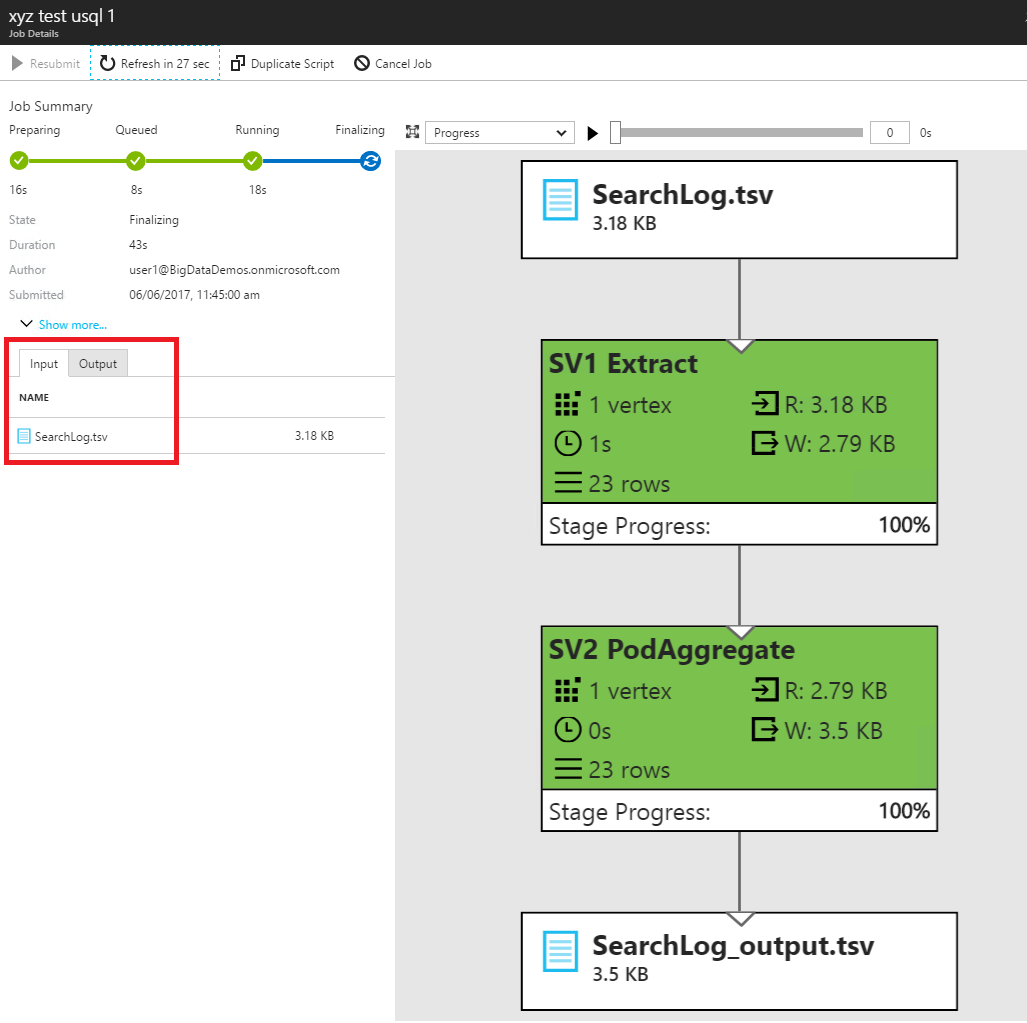 xyz test usql 1
Job Details
Resubmit
Refresh in 27 sec
Duplicate Script
Cancel Job
Job Summary
Preparing Queued Running Finalizing
16s 8s 18s
State Finalizing
Duration 43s
Author user1@BigDataDemos.onmicrosoft.com
Submitted 06/06/2017, 11:45:00 am
Show more...
Input Output
NAME
SearchLog.tsv 3.18 KB
Progress 0 0s
SearchLog.tsv
3.18 KB
SV1 Extract
1 vertex R: 3.18 KB
1s W: 2.79 KB
23 rows
Stage Progress: 100%
SV2 PodAggregate
1 vertex R: 2.79 KB
0s W: 3.5 KB
23 rows
Stage Progress: 100%
SearchLog_output.tsv
3.5 KB